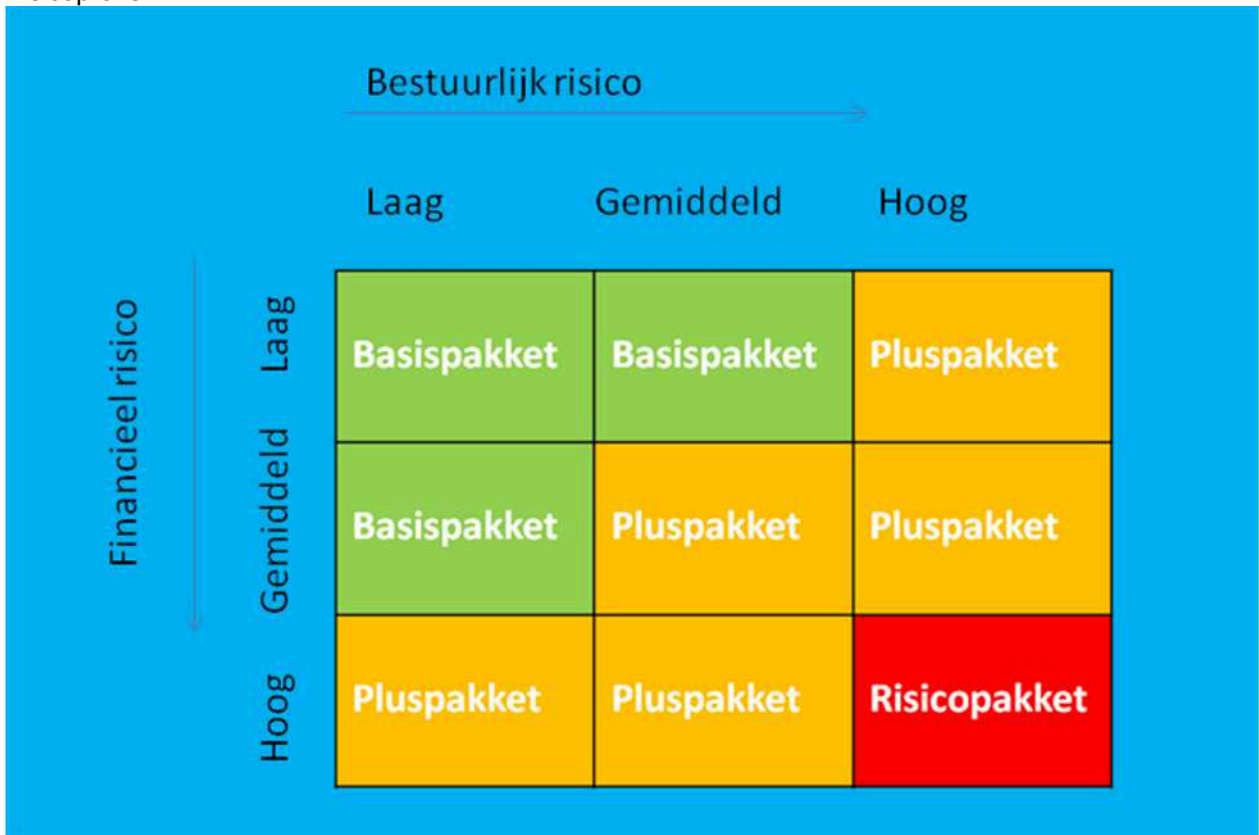 Bestuurlijk risico
Laag Gemiddeld Hoog
Financieel risico
Laag
Basispakket Basispakket Pluspakket
Gemiddeld
Basispakket Pluspakket Pluspakket
Hoog
Pluspakket Pluspakket Risicopakket